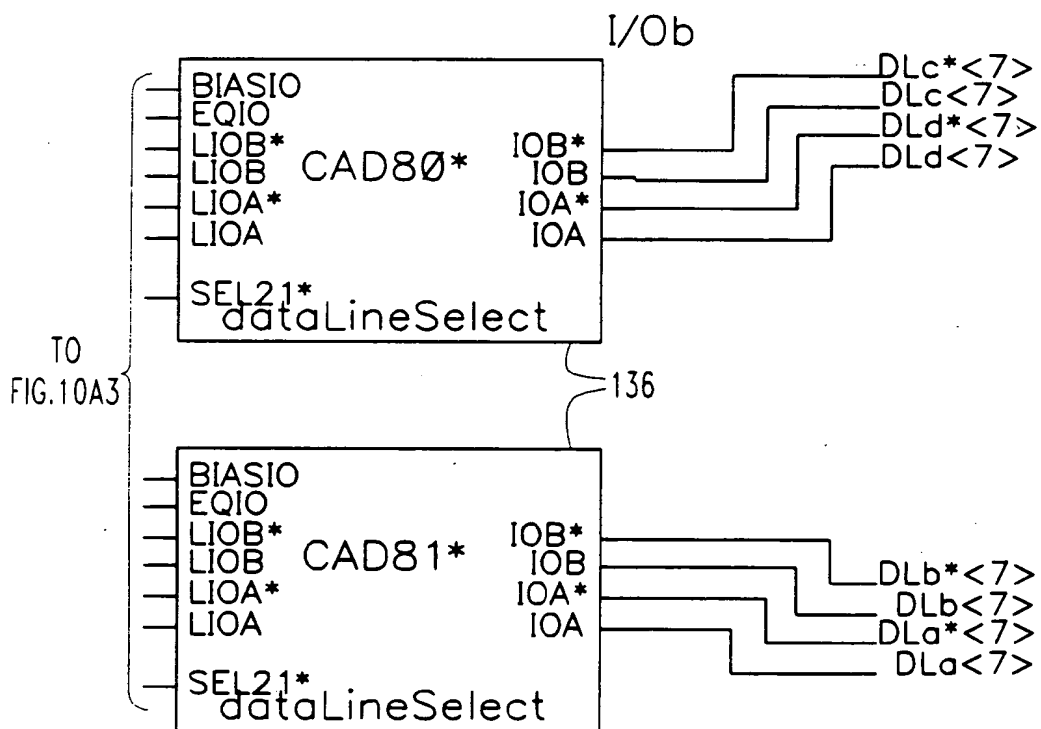 I/Ob
BIASIO
EQIO
LIOB*
LIOB
LIOA*
LIOA
SEL21*
CAD80*
dataLineSelect
IOB*
IOB
IOA*
IOA
DLc*<7>
DLc<7>
DLd*<7>
DLd<7>
TO
FIG.10A3
136
BIASIO
EQIO
LIOB*
LIOB
LIOA*
LIOA
SEL21*
CAD81*
dataLineSelect
IOB*
IOB
IOA*
IOA
DLb*<7>
DLb<7>
DLa*<7>
DLa<7>